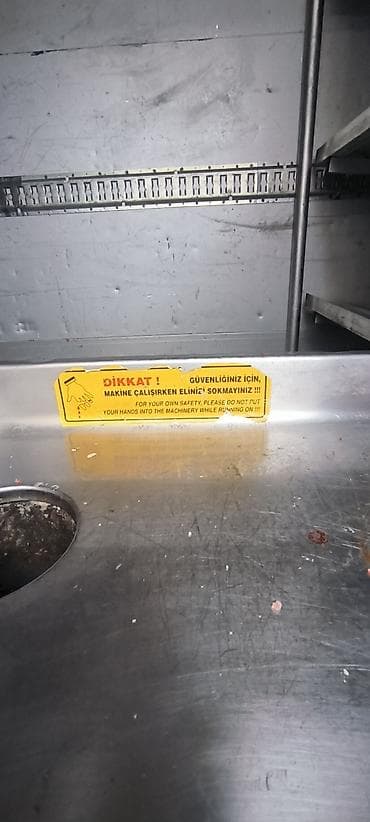 DİKKAT ! GÜVENLİĞİNİZ İÇİN,
MAKİNE ÇALIŞIRKEN ELİNİZİ SOKMAYINIZ !!!
FOR YOUR OWN SAFETY, PLEASE DO NOT PUT
YOUR HANDS INTO THE MACHINERY WHILE RUNNING ON !!!